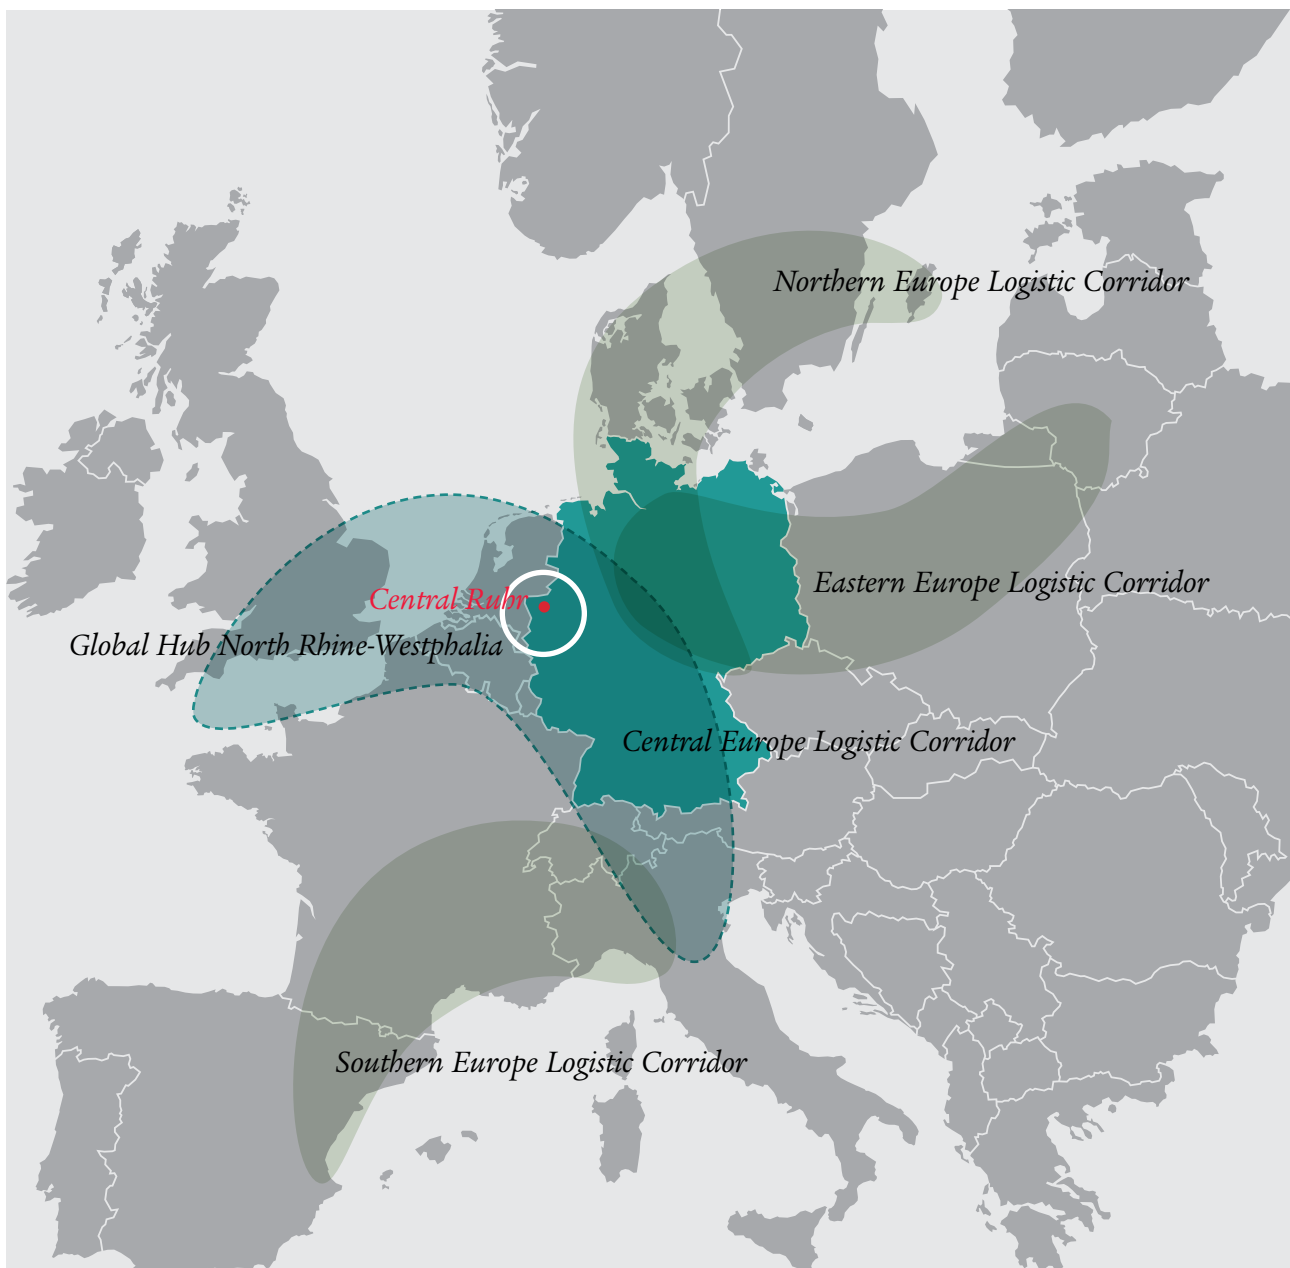 Northern Europe Logistic Corridor
Eastern Europe Logistic Corridor
Central Ruhr
Global Hub North Rhine-Westphalia
Central Europe Logistic Corridor
Southern Europe Logistic Corridor